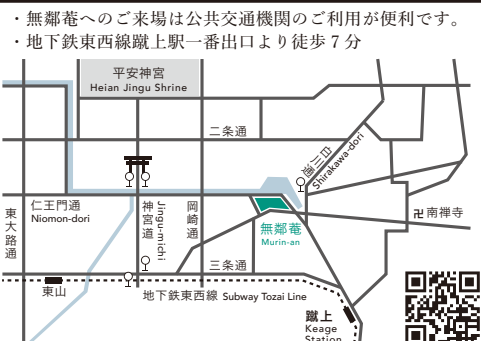 ・無鄰菴へのご来場は公共交通機関のご利用が便利です。
・地下鉄東西線蹴上駅一番出口より徒歩7分
平安神宮
Heian Jingu Shrine
二条通
白川通
Shirakawa-dori
仁王門通
Niomon-dori
東大路通
神宮道
Jingu-michi
岡崎通
無鄰菴
Murin-an
卍南禅寺
三条通
東山
地下鉄東西線 Subway Tozai Line
蹴上
Keage
Station